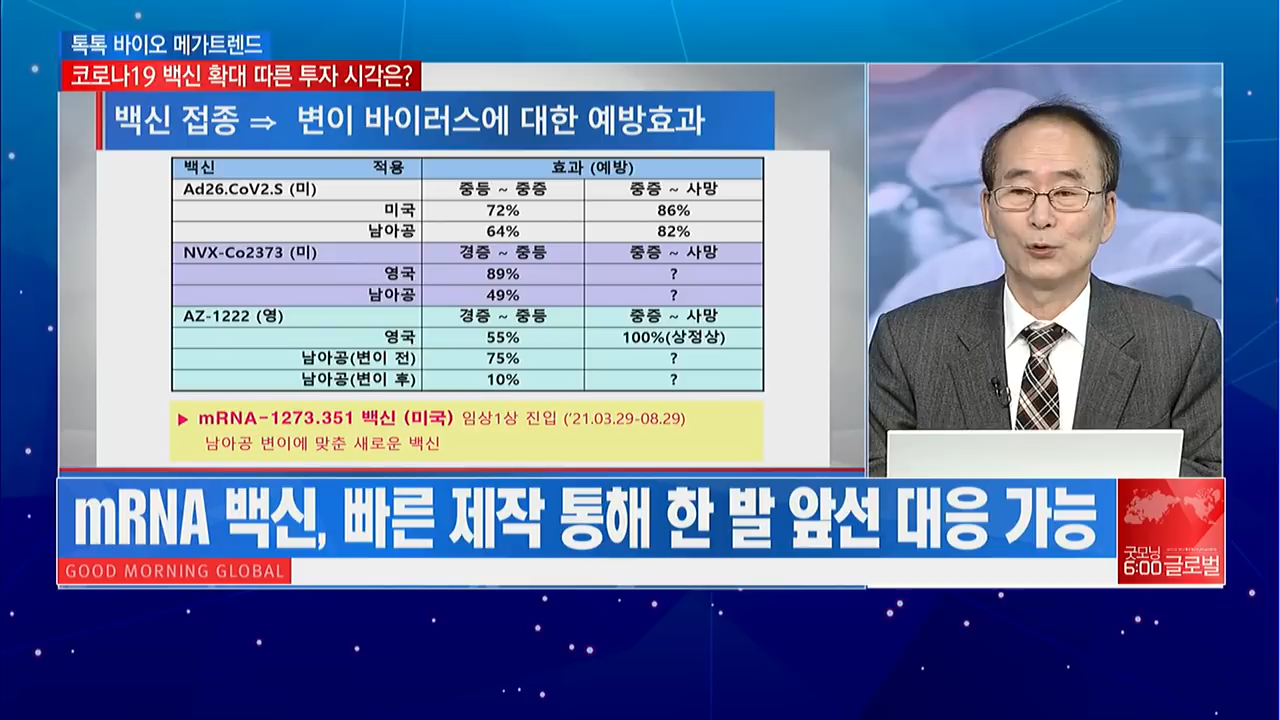 톡톡 바이오 메가트렌드
코로나19 백신 확대 따른 투자 시각은?
백신 접종 ⇒ 변이 바이러스에 대한 예방효과
백신 적용 효과 (예방)
Ad26.CoV2.S (미) 중등 ~ 중증 중증 ~ 사망
미국 72% 86%
남아공 64% 82%
NVX-Co2373 (미) 경증 ~ 중등 중증 ~ 사망
영국 89% ?
남아공 49% ?
AZ-1222 (영) 경증 ~ 중등 중증 ~ 사망
영국 55% 100%(상정상)
남아공(변이 전) 75% ?
남아공(변이 후) 10% ?
▶ mRNA-1273.351 백신 (미국) 임상1상 진입 ('21.03.29-08.29)
남아공 변이에 맞춘 새로운 백신
mRNA 백신, 빠른 제작 통해 한 발 앞선 대응 가능
GOOD MORNING GLOBAL
굿모닝
6:00 글로벌